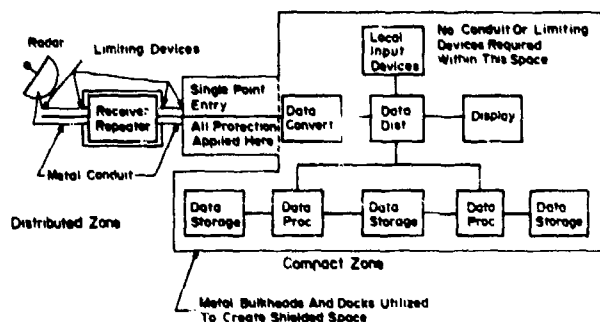 Radar
Limiting Devices
Receiver
Repeater
Metal Conduit
Single Point
Entry
All Protection
Applied Here
Local
Input
Devices
No Conduit Or Limiting
Devices Required
Within This Space
Data
Convert
Data
Dist
Display
Data
Storage
Data
Proc
Data
Storage
Data
Proc
Data
Storage
Distributed Zone
Compact Zone
Metal Bulkheads And Decks Utilized
To Create Shielded Space